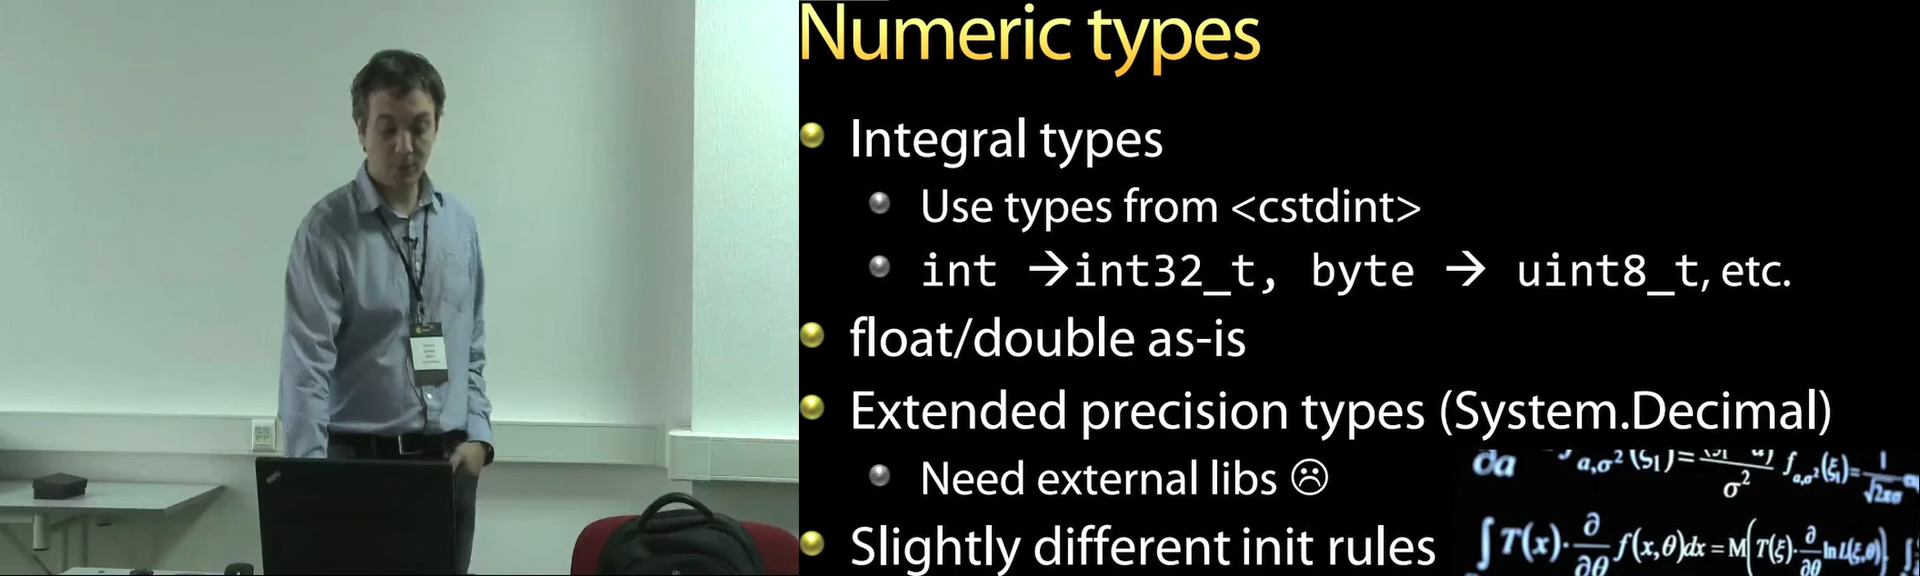 Numeric types
Integral types
Use types from <cstdint>
int →int32_t, byte → uint8_t, etc.
float/double as-is
Extended precision types (System.Decimal)
Need external libs ☹
Slightly different init rules